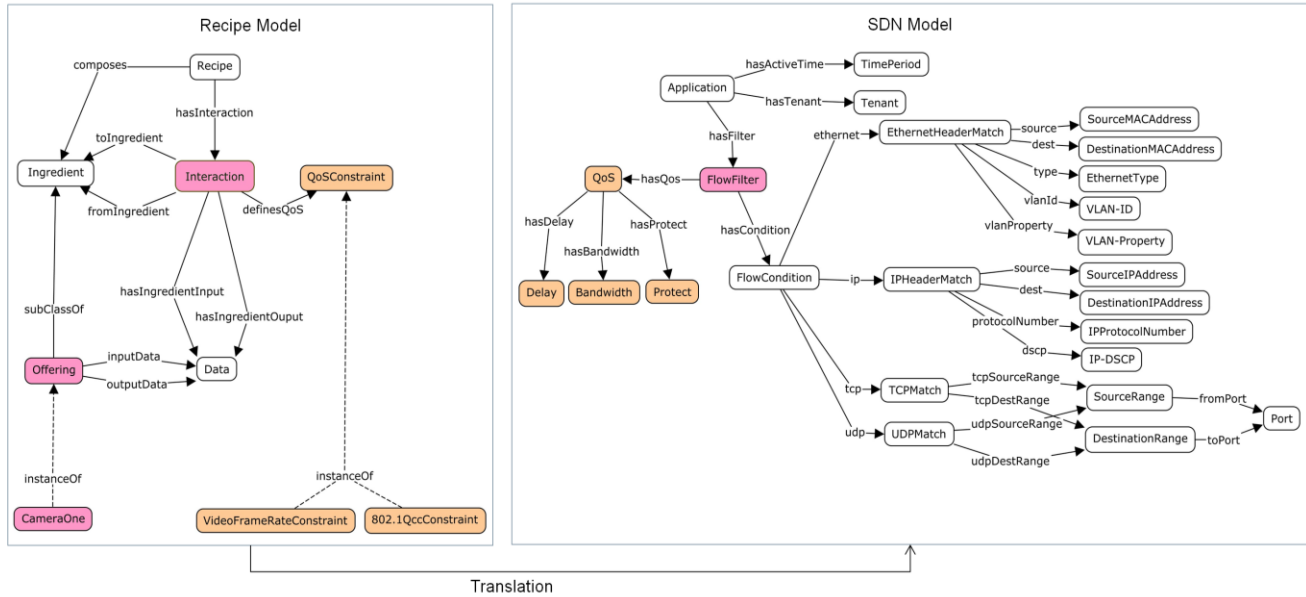 Recipe Model
composes
Recipe
hasInteraction
toIngredient
Ingredient
Interaction
QoSConstraint
fromIngredient
definesQoS
hasIngredientInput
subClassOf
hasIngredientOuput
inputData
Offering
Data
outputData
instanceOf
instanceOf
CameraOne
VideoFrameRateConstraint
802.1QccConstraint
SDN Model
hasActiveTime
TimePeriod
Application
hasTenant
Tenant
hasFilter
ethernet
EthernetHeaderMatch
source
SourceMACAddress
dest
DestinationMACAddress
type
EthernetType
vlanId
VLAN-ID
vlanProperty
VLAN-Property
QoS
hasQos
FlowFilter
hasDelay
hasProtect
hasBandwidth
hasCondition
Delay
Bandwidth
Protect
FlowCondition
ip
IPHeaderMatch
source
SourceIPAddress
dest
DestinationIPAddress
protocolNumber
IPProtocolNumber
dscp
IP-DSCP
tcp
TCPMatch
tcpSourceRange
tcpDestRange
SourceRange
fromPort
Port
udp
UDPMatch
udpSourceRange
udpDestRange
DestinationRange
toPort
Translation